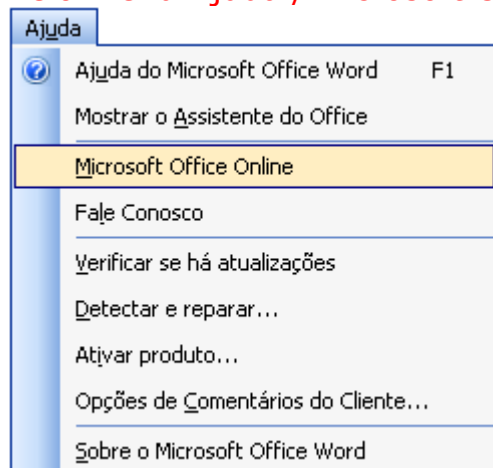 Ajuda
Ajuda do Microsoft Office Word F1
Mostrar o Assistente do Office
Microsoft Office Online
Fale Conosco
Verificar se há atualizações
Detectar e reparar...
Ativar produto...
Opções de Comentários do Cliente...
Sobre o Microsoft Office Word